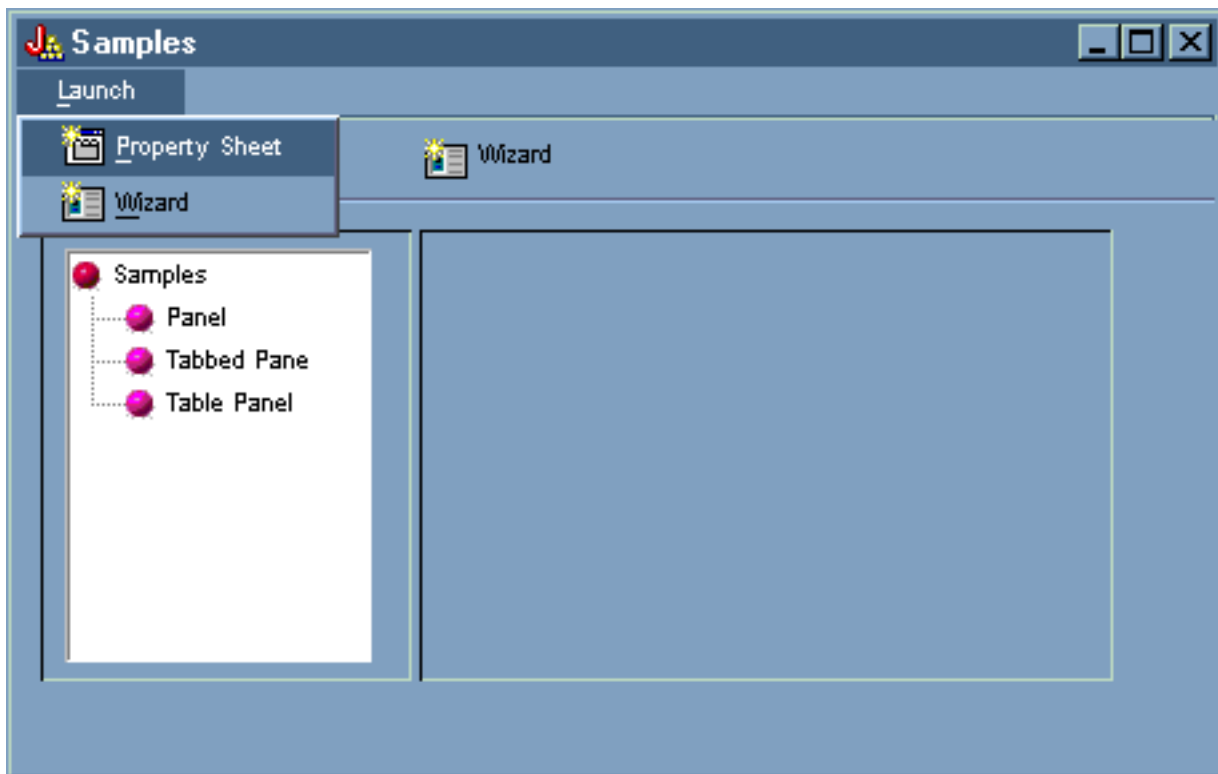 Samples
Launch
Property Sheet
Wizard
Wizard
Samples
Panel
Tabbed Pane
Table Panel